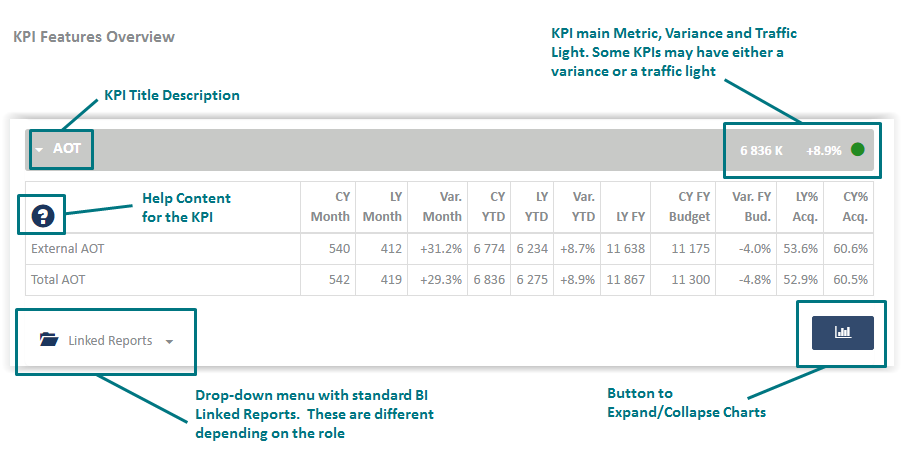 KPI Features Overview
KPI main Metric, Variance and Traffic
Light. Some KPIs may have either a
variance or a traffic light
KPI Title Description
AOT 6 836 K +8.9%
Help Content
for the KPI
?
CY Month LY Month Var. Month CY YTD LY YTD Var. YTD LY FY CY FY Budget Var. FY Bud. LY% Acq. CY% Acq.
External AOT 540 412 +31.2% 6 774 6 234 +8.7% 11 638 11 175 -4.0% 53.6% 60.6%
Total AOT 542 419 +29.3% 6 836 6 275 +8.9% 11 867 11 300 -4.8% 52.9% 60.5%
Linked Reports
Drop-down menu with standard BI
Linked Reports. These are different
depending on the role
Button to
Expand/Collapse Charts